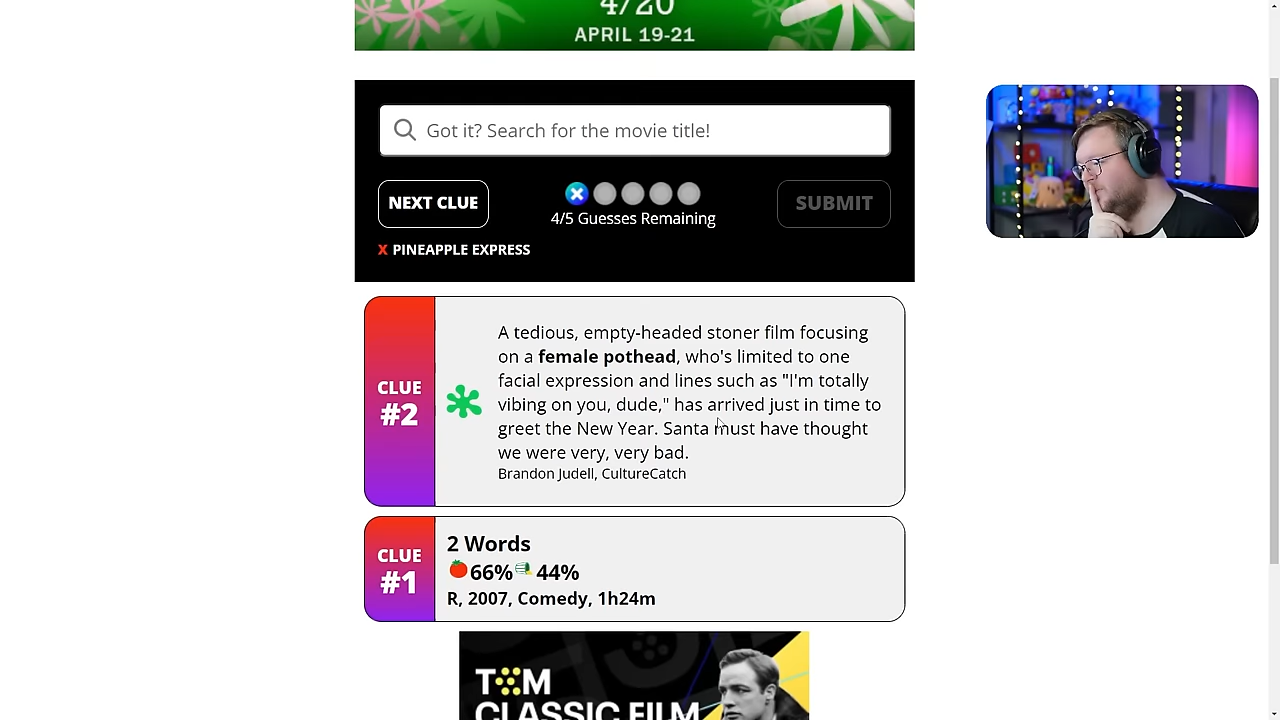 4/20
APRIL 19-21
Got it? Search for the movie title!
NEXT CLUE
4/5 Guesses Remaining
SUBMIT
X PINEAPPLE EXPRESS
CLUE
#2
A tedious, empty-headed stoner film focusing
on a female pothead, who's limited to one
facial expression and lines such as "I'm totally
vibing on you, dude," has arrived just in time to
greet the New Year. Santa must have thought
we were very, very bad.
Brandon Judell, CultureCatch
CLUE
#1
2 Words
66% 44%
R, 2007, Comedy, 1h24m
TCM
CLASSIC FILM